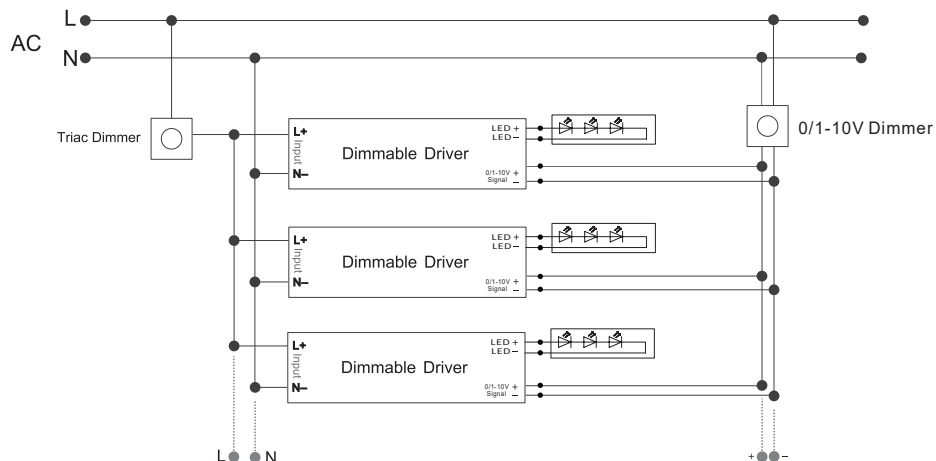 L
AC
N
Triac Dimmer
0/1-10V Dimmer
L+
Input
N−
Dimmable Driver
LED +
LED −
0/1-10V +
Signal −
L+
Input
N−
Dimmable Driver
LED +
LED −
0/1-10V +
Signal −
L+
Input
N−
Dimmable Driver
LED +
LED −
0/1-10V +
Signal −
L N + −